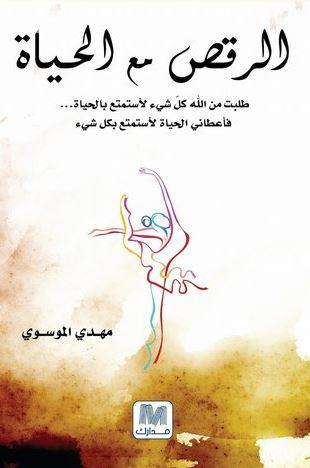 الرقص مع الحياة
طلبت من الله كلّ شيء لأستمتع بالحياة...
فأعطاني الحياة لأستمتع بكل شيء
مهدي الموسوي
مدارك